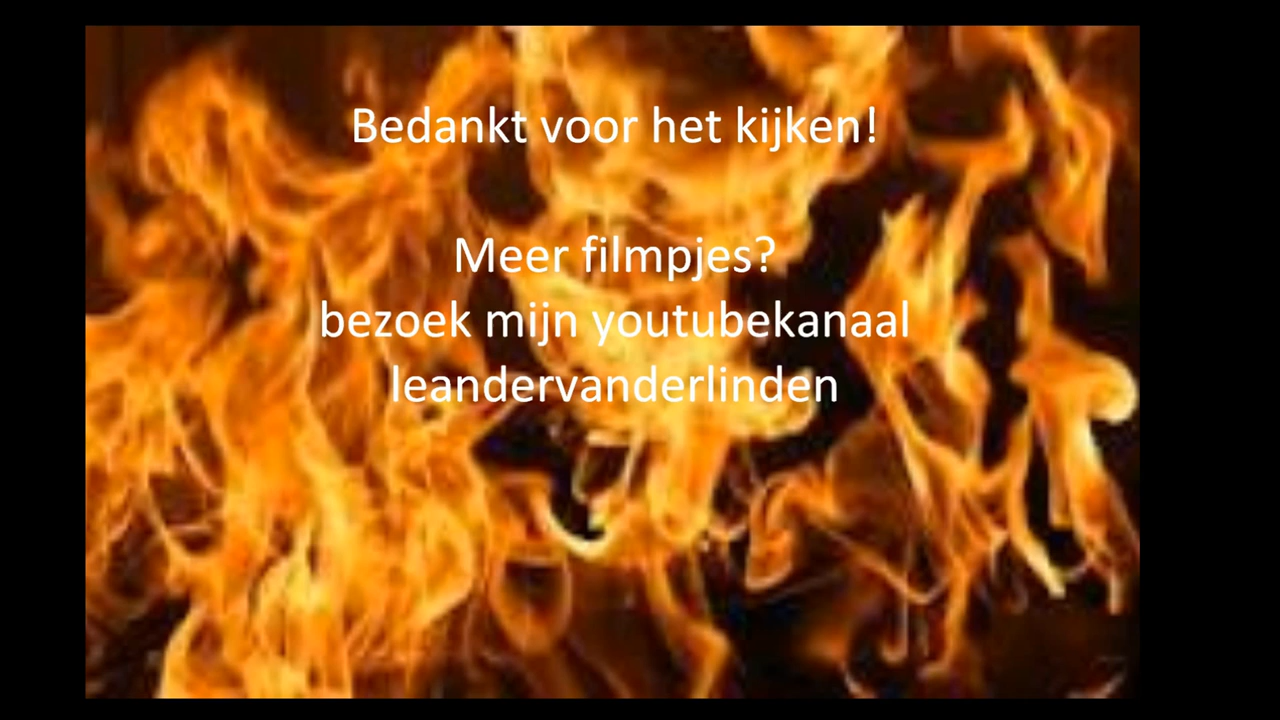 Bedankt voor het kijken!
Meer filmpjes?
bezoek mijn youtubekanaal
leandervanderlinden